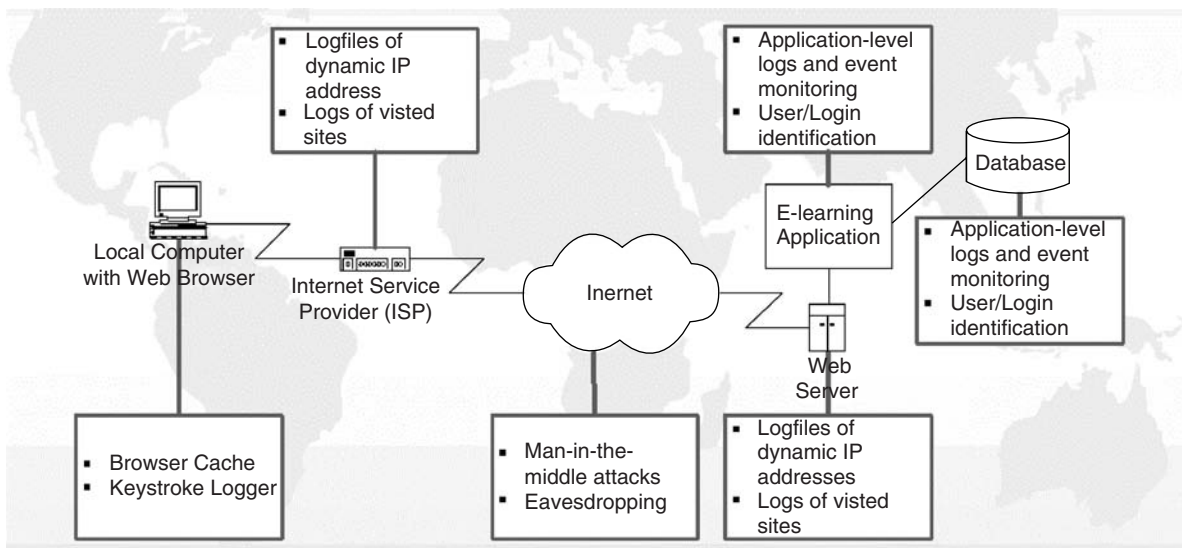 ▪ Logfiles of
dynamic IP
address
▪ Logs of visted
sites
▪ Application-level
logs and event
monitoring
▪ User/Login
identification
Database
E-learning
Application
▪ Application-level
logs and event
monitoring
▪ User/Login
identification
Local Computer
with Web Browser
Internet Service
Provider (ISP)
Inernet
Web
Server
▪ Browser Cache
▪ Keystroke Logger
▪ Man-in-the-
middle attacks
▪ Eavesdropping
▪ Logfiles of
dynamic IP
addresses
▪ Logs of visted
sites